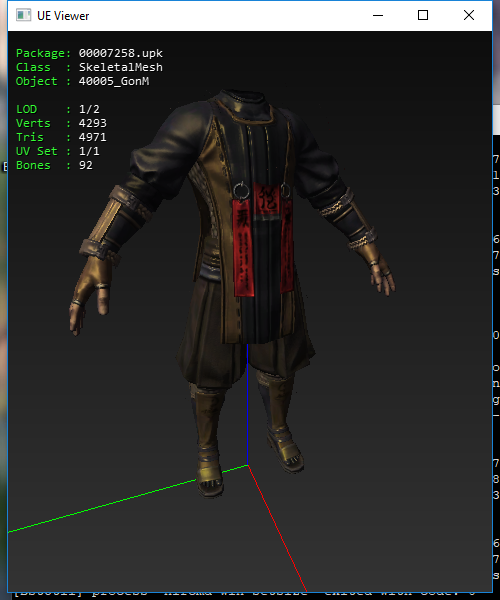 UE Viewer
Package: 00007258.upk
Class : SkeletalMesh
Object : 40005_GonM
LOD : 1/2
Verts : 4293
Tris : 4971
UV Set : 1/1
Bones : 92